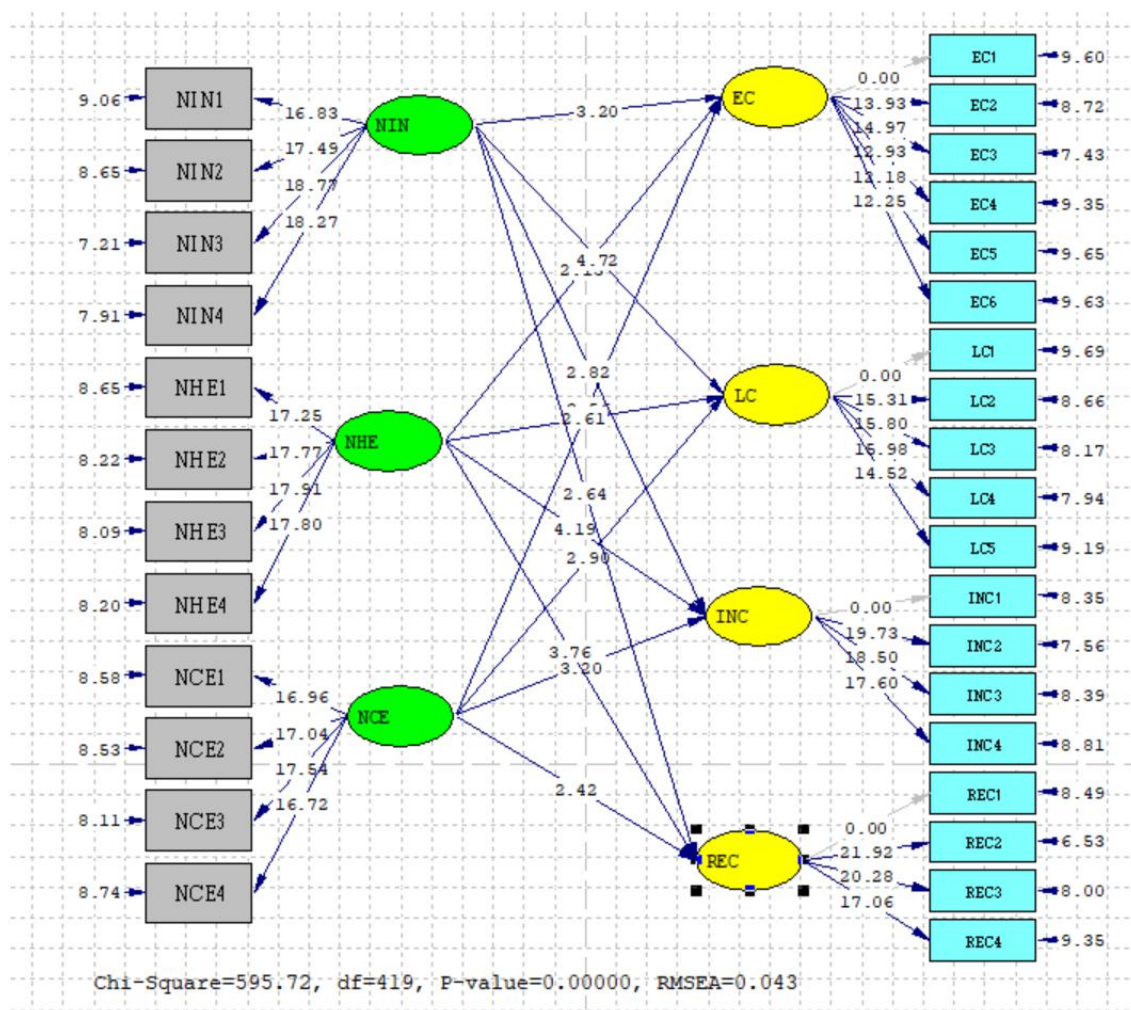 9.06 NIN1
8.65 NIN2
7.21 NIN3
7.91 NIN4
8.65 NHE1
8.22 NHE2
8.09 NHE3
8.20 NHE4
8.58 NCE1
8.53 NCE2
8.11 NCE3
8.74 NCE4
16.83
17.49
18.77
18.27
17.25
17.77
17.91
17.80
16.96
17.04
17.54
16.72
NIN
NHE
NCE
3.20
4.72
2.82
2.61
2.64
4.19
2.90
3.76
3.20
2.42
EC
LC
INC
REC
0.00
13.93
14.97
12.93
12.18
12.25
0.00
15.31
15.80
15.98
14.52
0.00
19.73
18.50
17.60
0.00
21.92
20.28
17.06
EC1 9.60
EC2 8.72
EC3 7.43
EC4 9.35
EC5 9.65
EC6 9.63
LC1 9.69
LC2 8.66
LC3 8.17
LC4 7.94
LC5 9.19
INC1 8.35
INC2 7.56
INC3 8.39
INC4 8.81
REC1 8.49
REC2 6.53
REC3 8.00
REC4 9.35
Chi-Square=595.72, df=419, P-value=0.00000, RMSEA=0.043